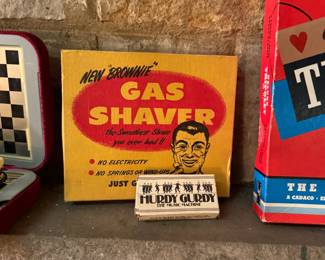 NEW "BROWNIE"
GAS
SHAVER
the Smoothest Shave
you ever had!!
• NO ELECTRICITY
• NO SPRINGS OR WIND-UPS
JUST G
HURDY GURDY
THE MUSIC MACHINE
T
THE
A CADACO-